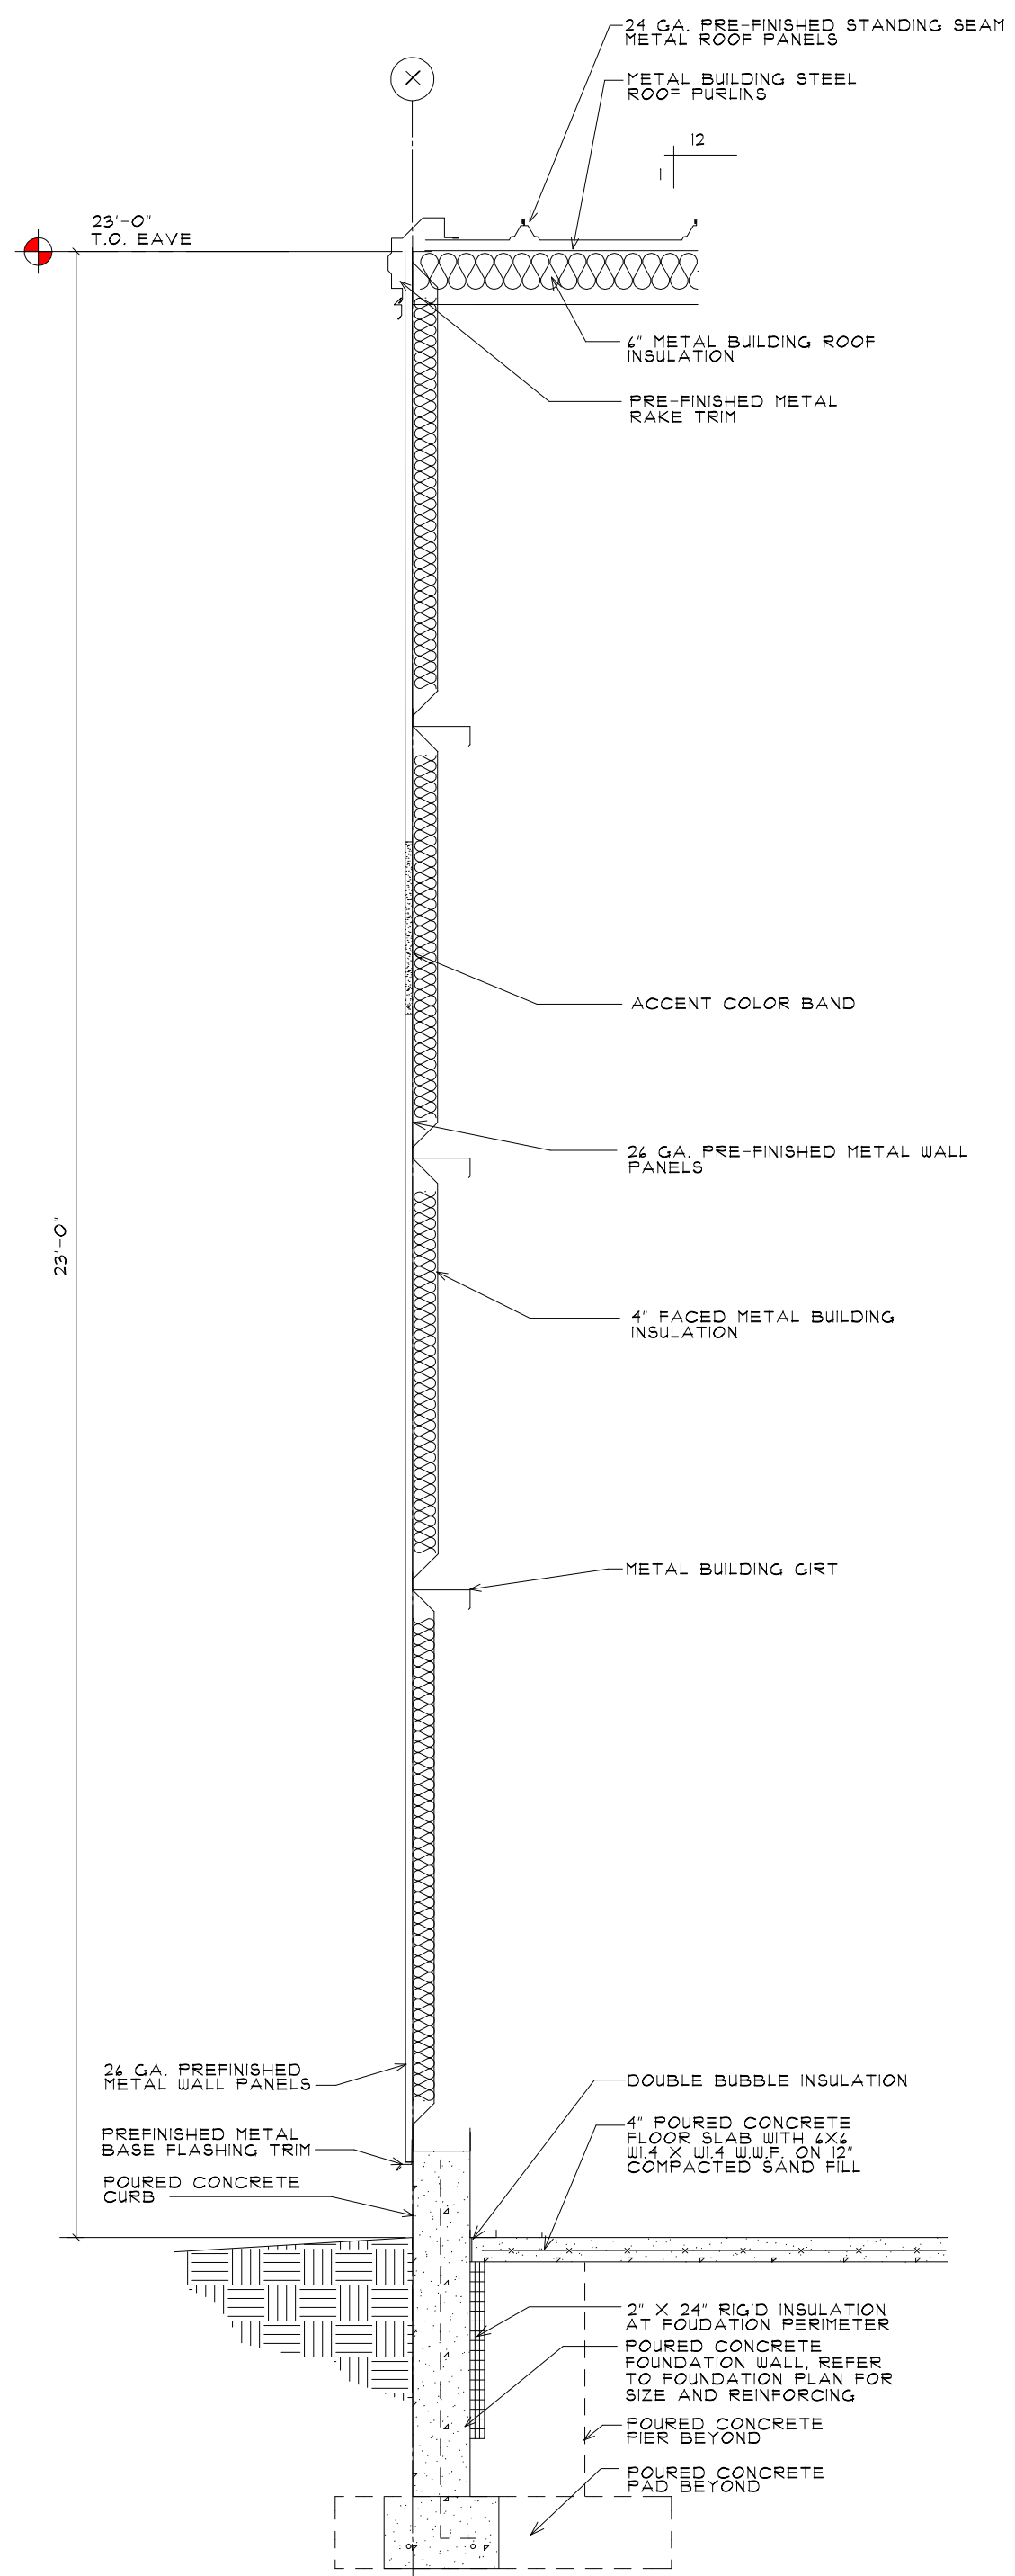 24 GA. PRE-FINISHED STANDING SEAM
METAL ROOF PANELS
X
METAL BUILDING STEEL
ROOF PURLINS
12
1
23'-0"
T.O. EAVE
6" METAL BUILDING ROOF
INSULATION
PRE-FINISHED METAL
RAKE TRIM
ACCENT COLOR BAND
26 GA. PRE-FINISHED METAL WALL
PANELS
23'-0"
4" FACED METAL BUILDING
INSULATION
METAL BUILDING GIRT
26 GA. PREFINISHED
METAL WALL PANELS
DOUBLE BUBBLE INSULATION
4" POURED CONCRETE
FLOOR SLAB WITH 6X6
W1.4 X W1.4 W.W.F. ON 12"
COMPACTED SAND FILL
PREFINISHED METAL
BASE FLASHING TRIM
POURED CONCRETE
CURB
2" X 24" RIGID INSULATION
AT FOUDATION PERIMETER
POURED CONCRETE
FOUNDATION WALL, REFER
TO FOUNDATION PLAN FOR
SIZE AND REINFORCING
POURED CONCRETE
PIER BEYOND
POURED CONCRETE
PAD BEYOND